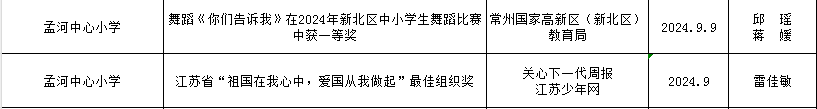 孟河中心小学
舞蹈《你们告诉我》在2024年新北区中小学生舞蹈比赛
中获一等奖
常州国家高新区（新北区）
教育局
2024.9.9
邱　瑶
蒋　媛
孟河中心小学
江苏省“祖国在我心中，爱国从我做起”最佳组织奖
关心下一代周报
江苏少年网
2024.9
雷佳敏